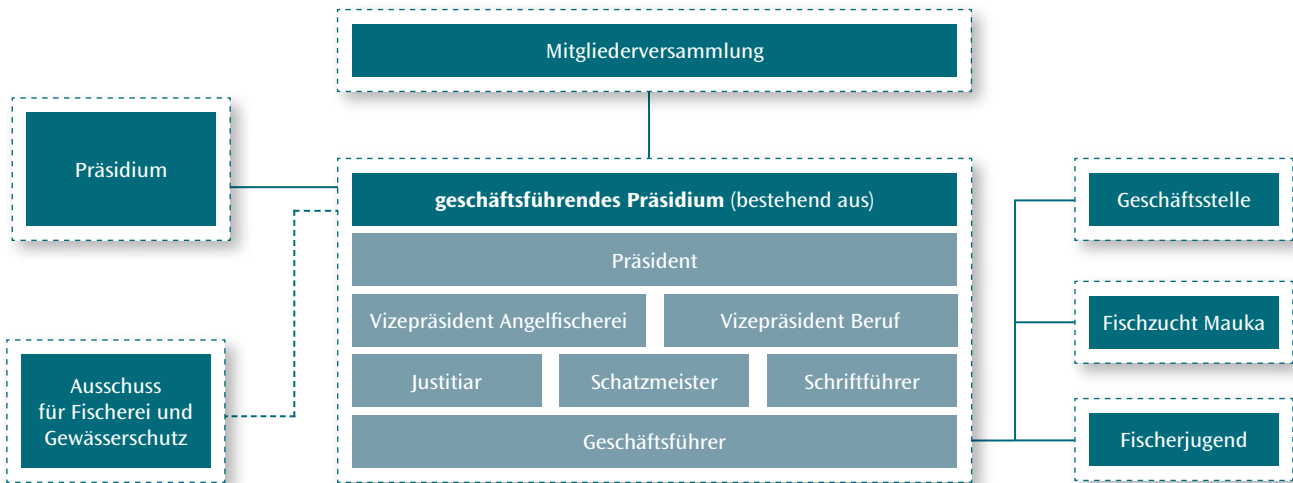 Mitgliederversammlung
Präsidium
geschäftsführendes Präsidium (bestehend aus)
Präsident
Vizepräsident Angelfischerei
Vizepräsident Beruf
Justitiar
Schatzmeister
Schriftführer
Geschäftsführer
Ausschuss
für Fischerei und
Gewässerschutz
Geschäftsstelle
Fischzucht Mauka
Fischerjugend